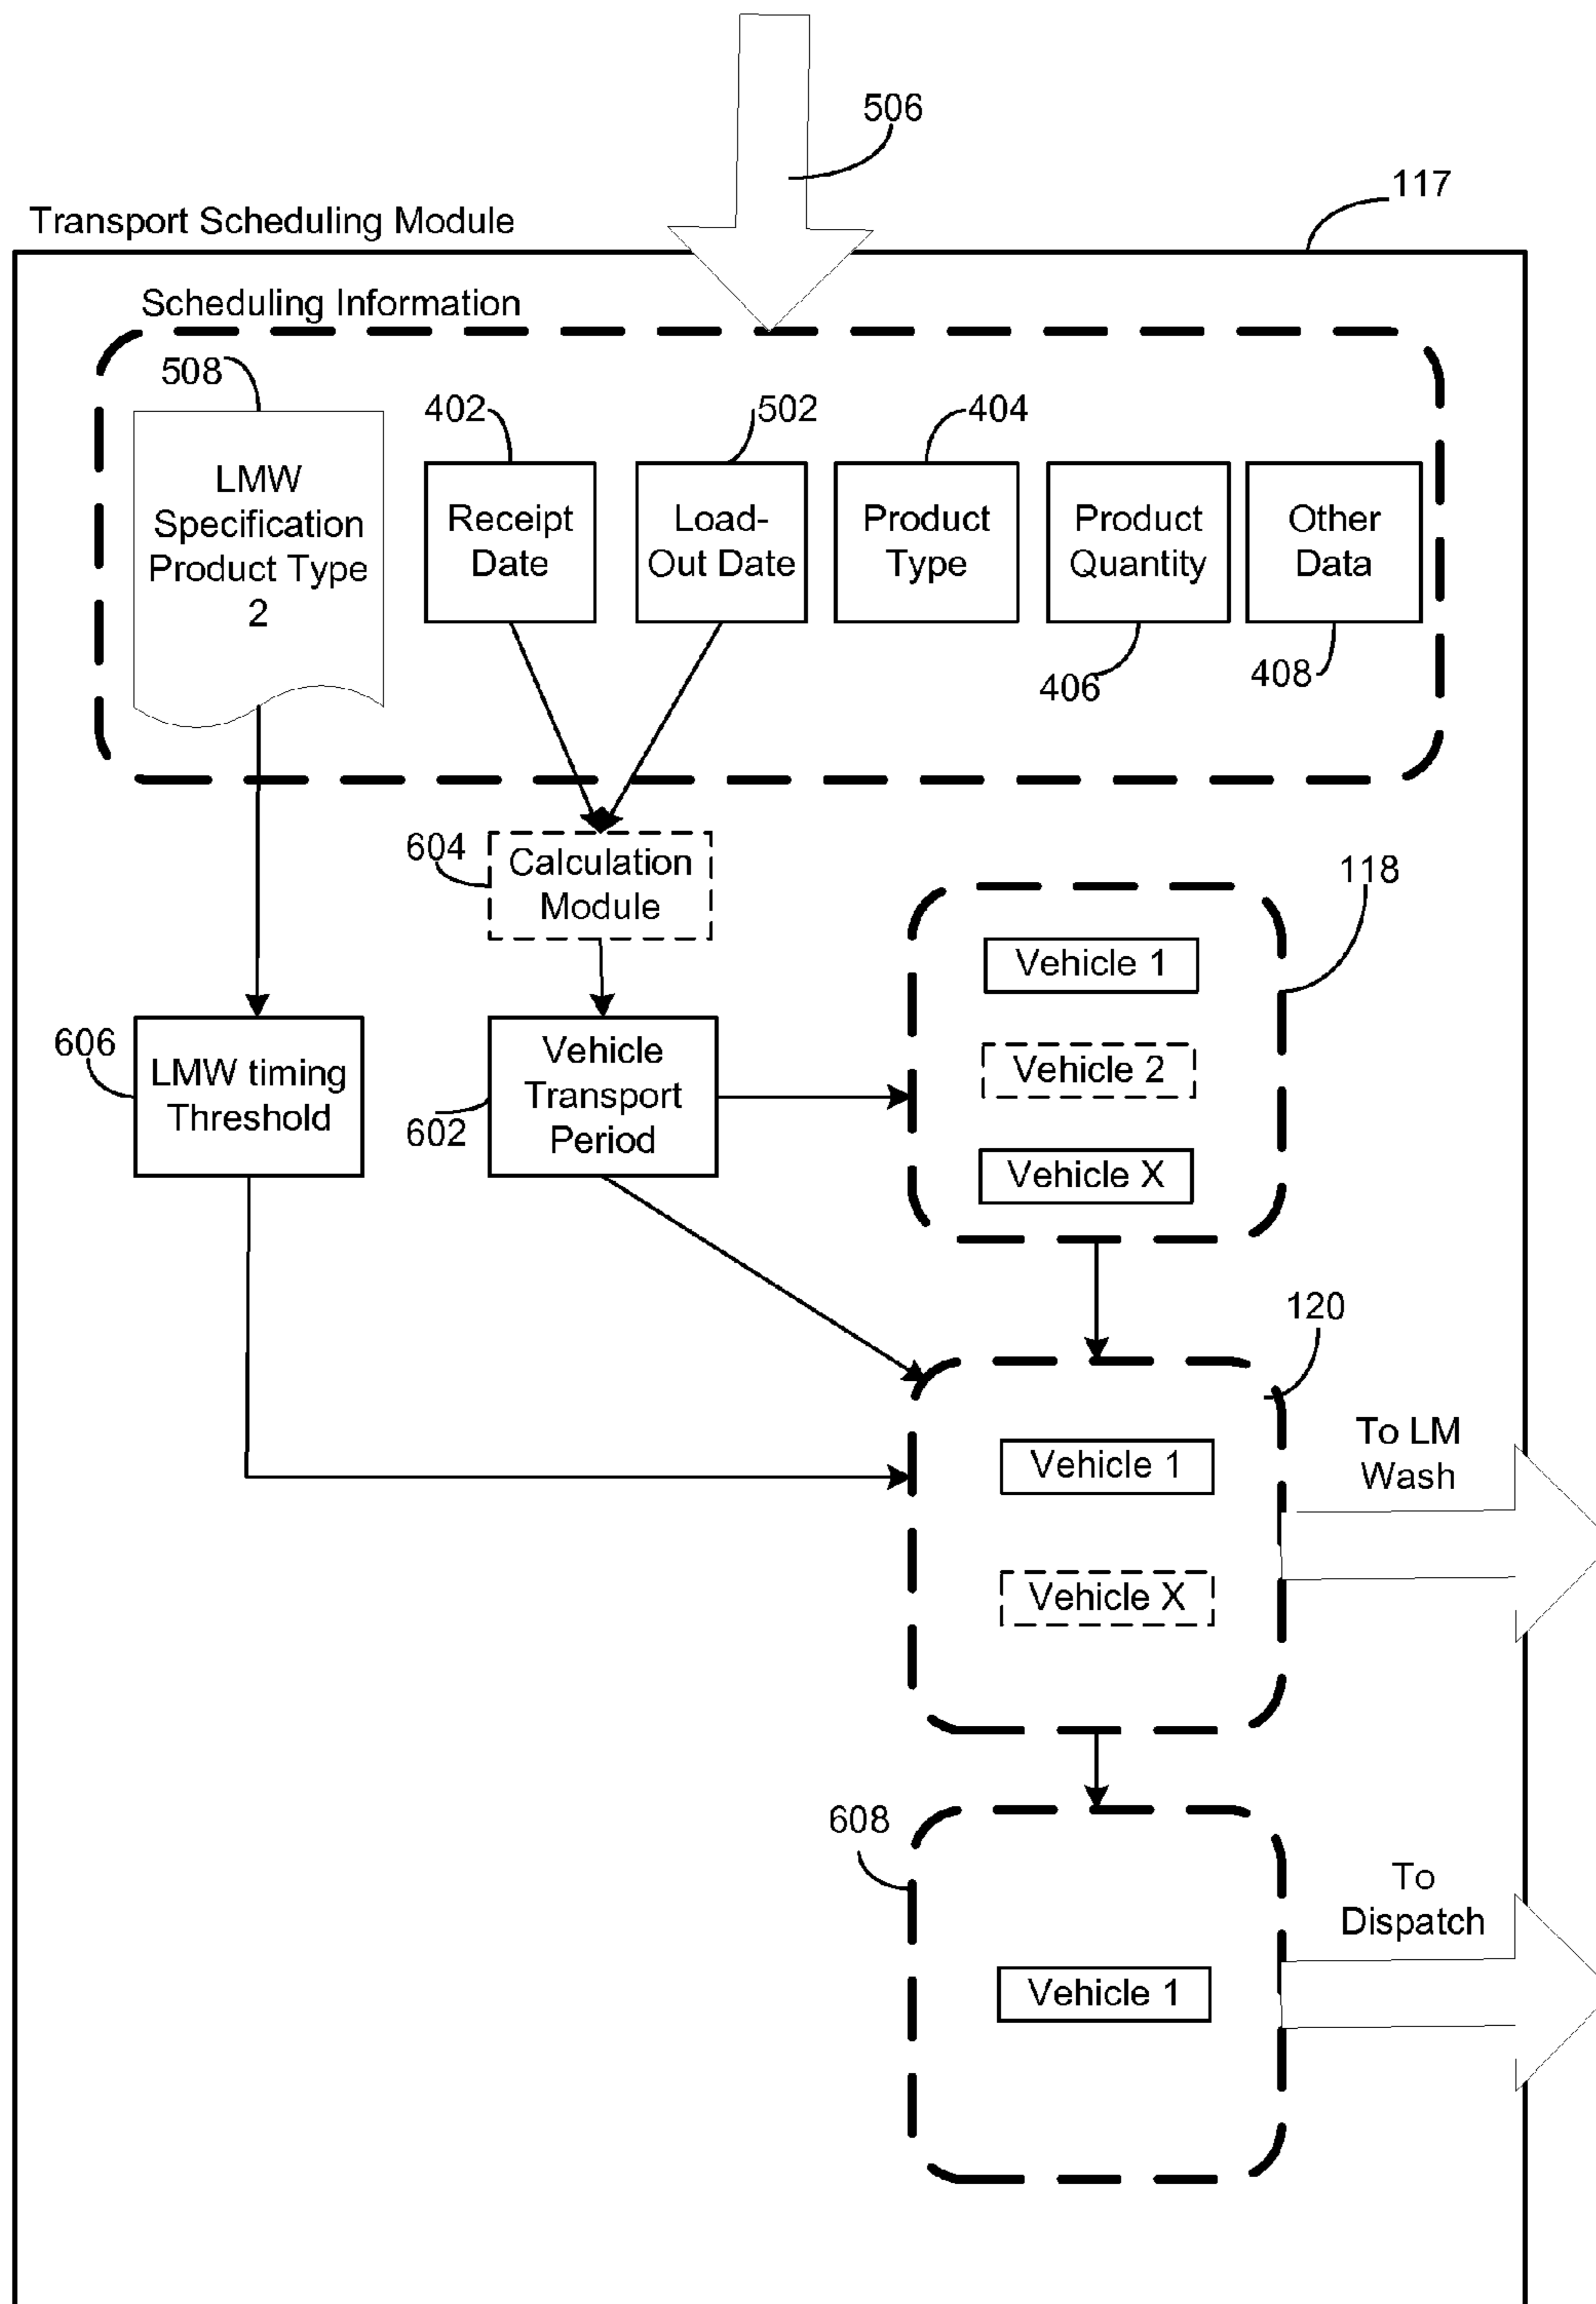 506
117
Transport Scheduling Module
Scheduling Information
508
402
502
404
LMW
Specification
Product Type
2
Receipt
Date
Load-
Out Date
Product
Type
Product
Quantity
Other
Data
406
408
604
Calculation
Module
118
Vehicle 1
Vehicle 2
Vehicle X
606
LMW timing
Threshold
602
Vehicle
Transport
Period
120
Vehicle 1
Vehicle X
To LM
Wash
608
Vehicle 1
To
Dispatch